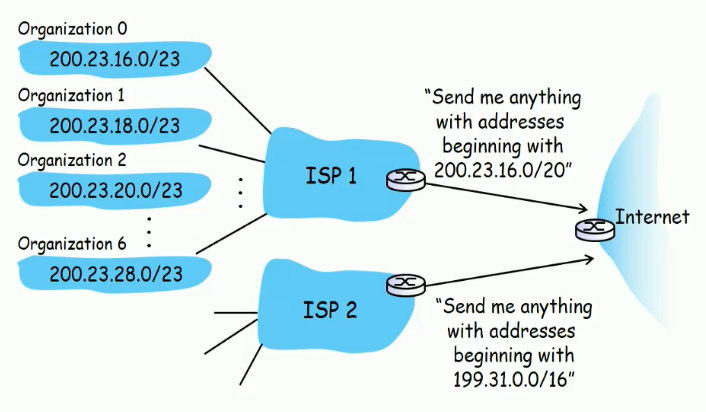 Organization 0
200.23.16.0/23
Organization 1
200.23.18.0/23
Organization 2
200.23.20.0/23
Organization 6
200.23.28.0/23
ISP 1
"Send me anything
with addresses
beginning with
200.23.16.0/20"
Internet
ISP 2
"Send me anything
with addresses
beginning with
199.31.0.0/16"